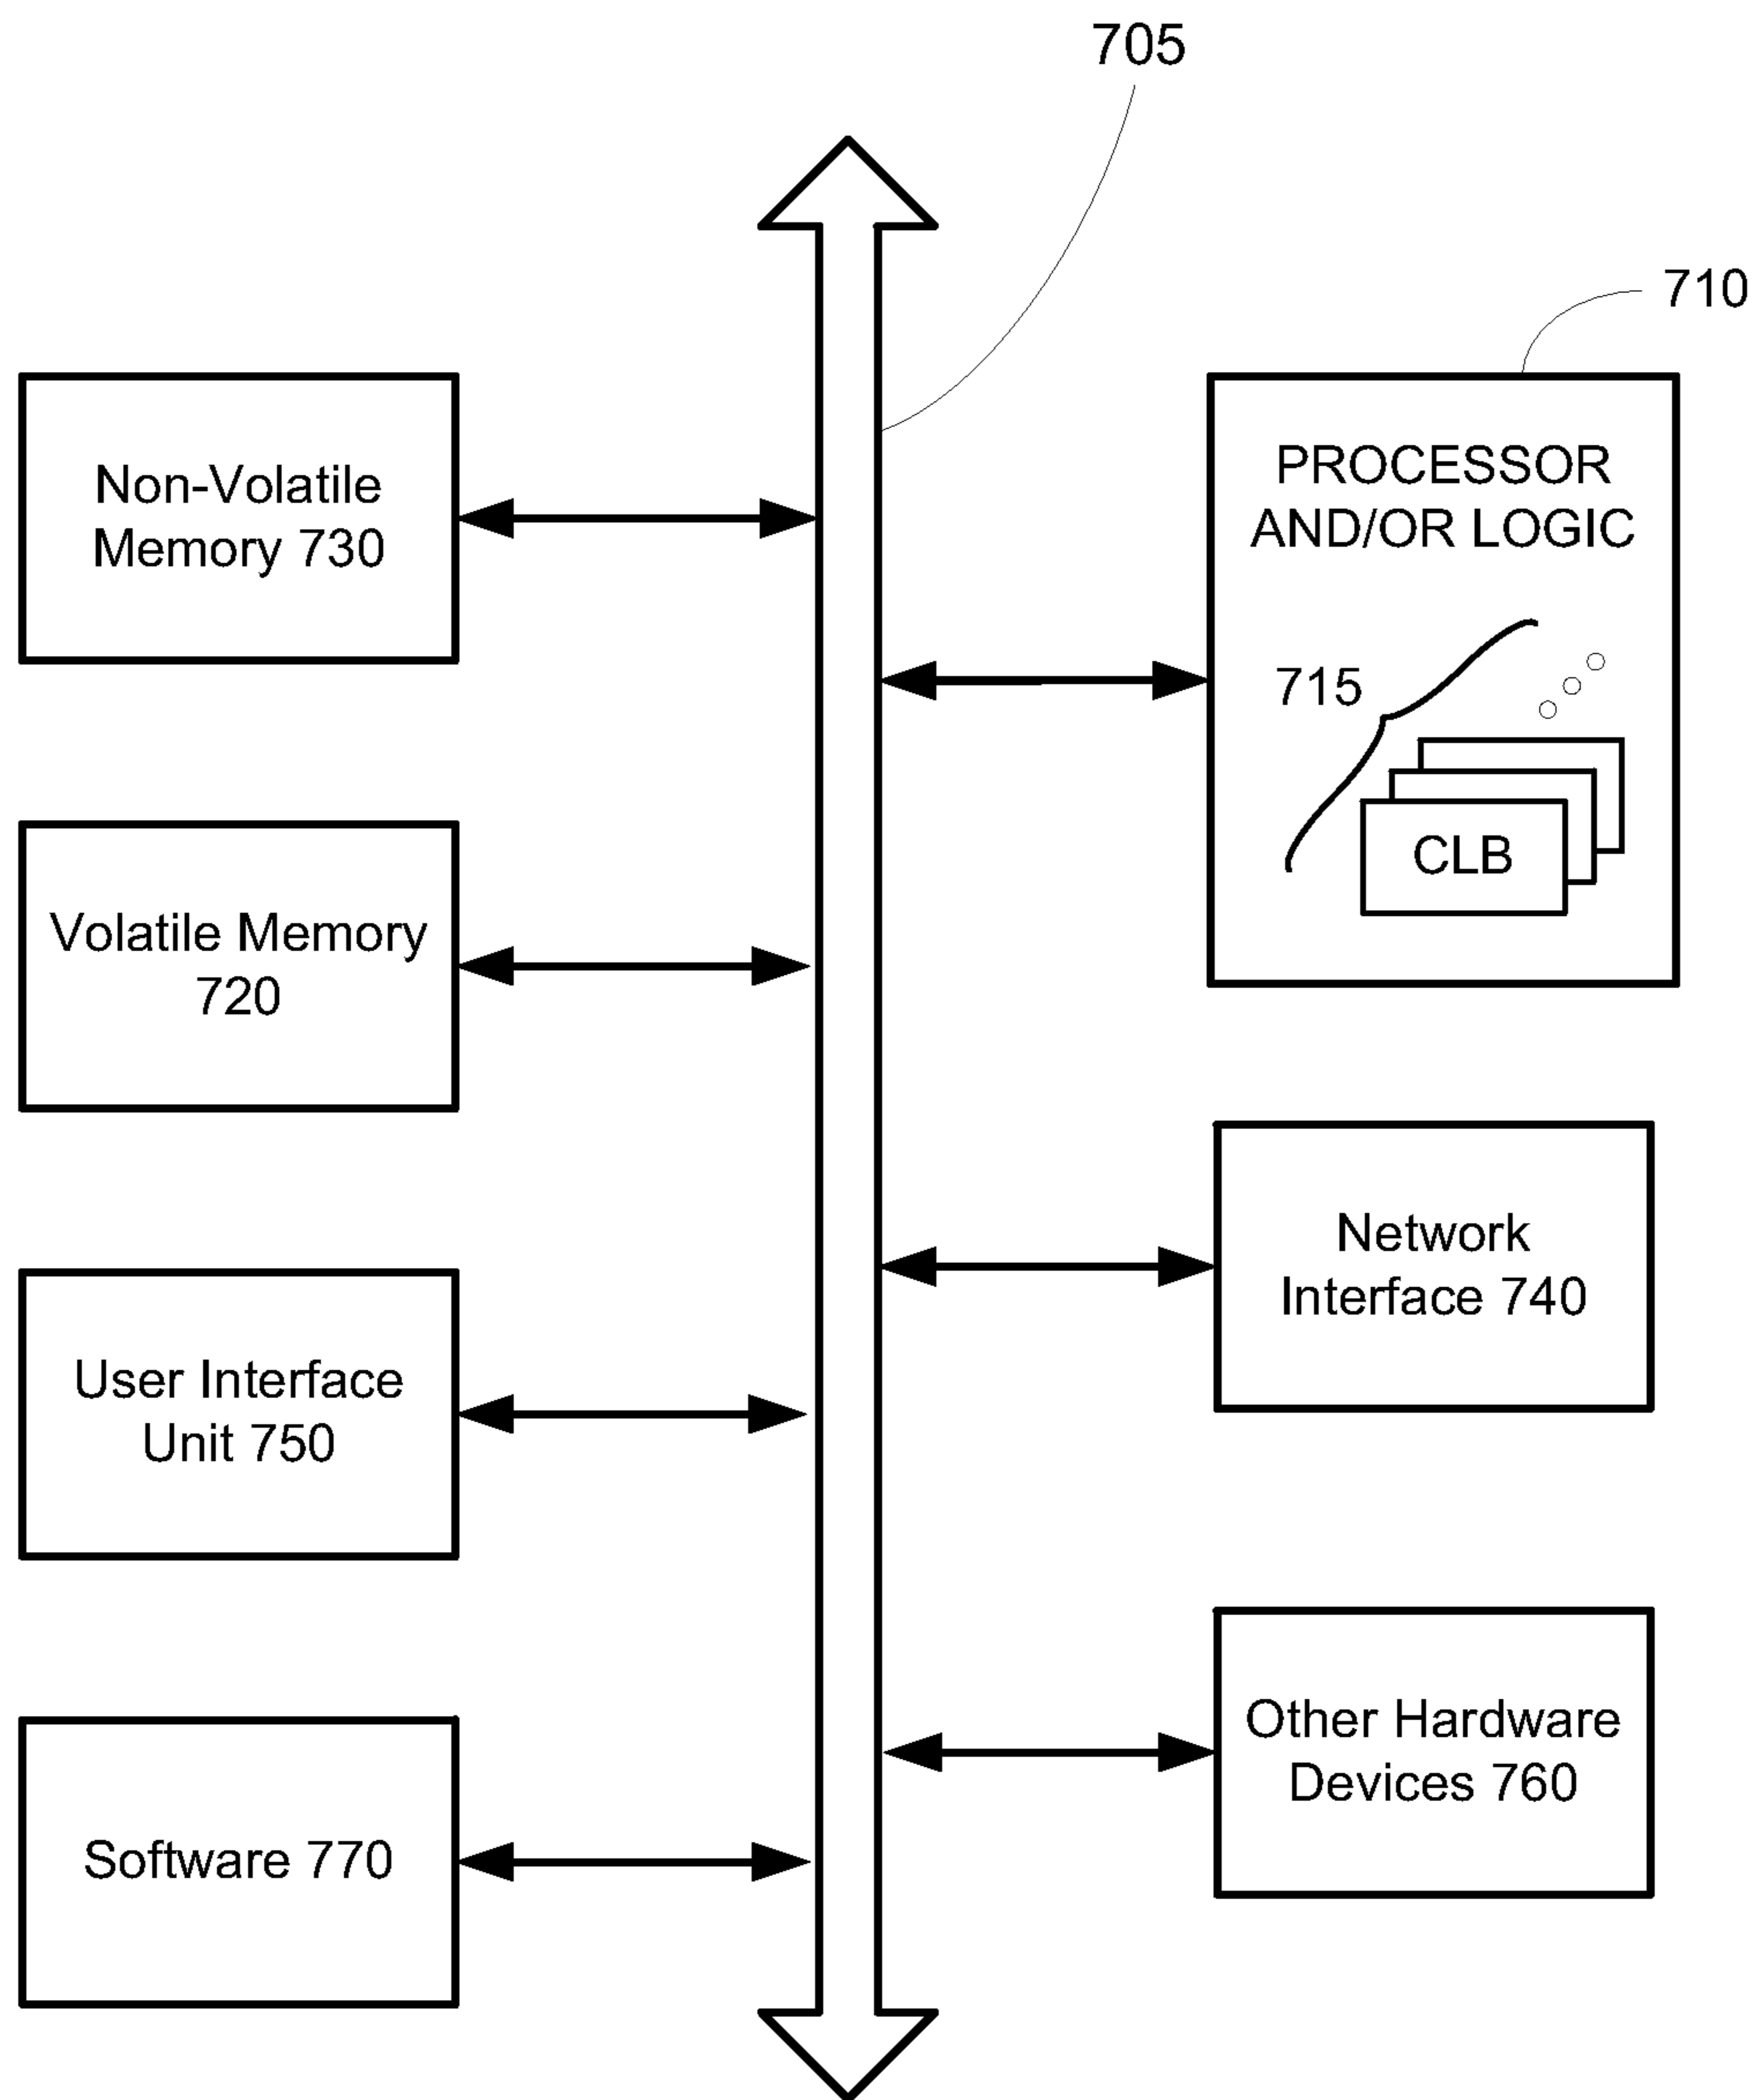 705
710
Non-Volatile
Memory 730
PROCESSOR
AND/OR LOGIC
715
CLB
Volatile Memory
720
Network
Interface 740
User Interface
Unit 750
Other Hardware
Devices 760
Software 770